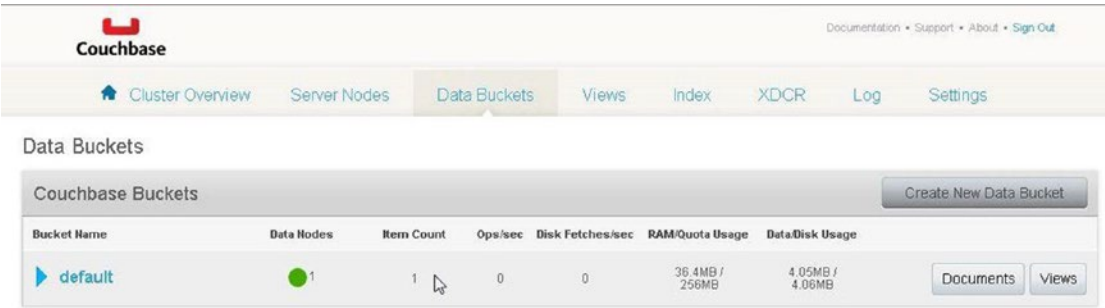 Documentation • Support • About • Sign Out
Couchbase
Cluster Overview Server Nodes Data Buckets Views Index XDCR Log Settings
Data Buckets
Couchbase Buckets Create New Data Bucket
Bucket Name Data Nodes Item Count Ops/sec Disk Fetches/sec RAM/Quota Usage Data/Disk Usage
default 1 1 0 0 36.4MB / 4.05MB / Documents Views
256MB 4.06MB